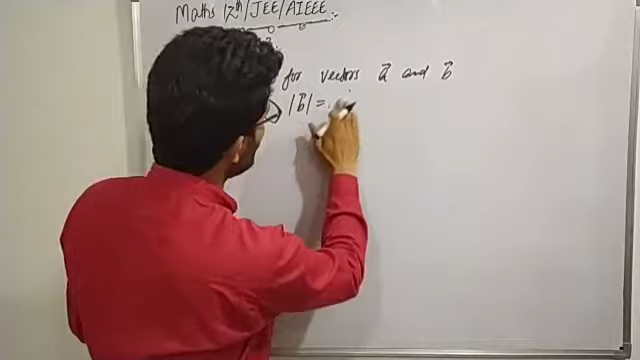 Maths 12th/JEE/AIEEE :-
for vectors a⃗ and b⃗
|b⃗| =